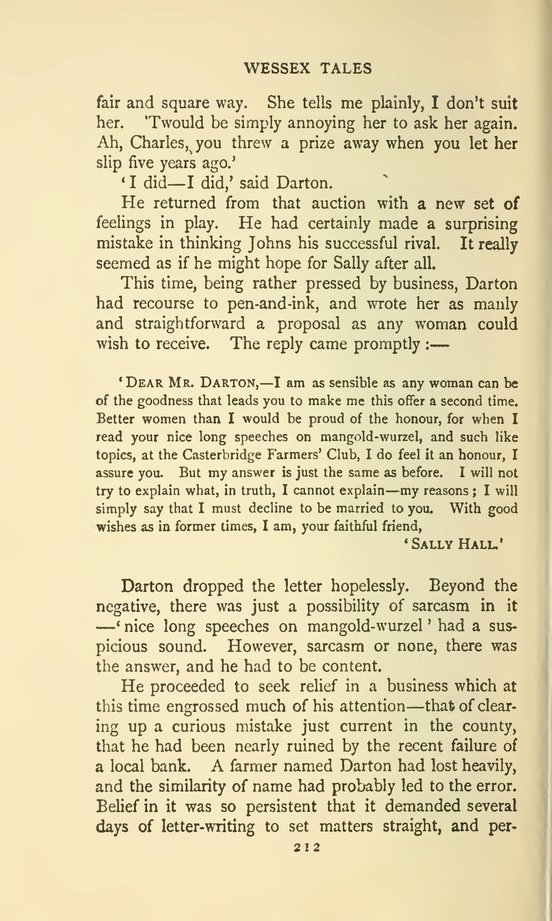 WESSEX TALES
fair and square way. She tells me plainly, I don't suit
her. 'Twould be simply annoying her to ask her again.
Ah, Charles, you threw a prize away when you let her
slip five years ago.'
'I did—I did,' said Darton.
He returned from that auction with a new set of
feelings in play. He had certainly made a surprising
mistake in thinking Johns his successful rival. It really
seemed as if he might hope for Sally after all.
This time, being rather pressed by business, Darton
had recourse to pen-and-ink, and wrote her as manly
and straightforward a proposal as any woman could
wish to receive. The reply came promptly :—
'DEAR MR. DARTON,—I am as sensible as any woman can be
of the goodness that leads you to make me this offer a second time.
Better women than I would be proud of the honour, for when I
read your nice long speeches on mangold-wurzel, and such like
topics, at the Casterbridge Farmers' Club, I do feel it an honour, I
assure you. But my answer is just the same as before. I will not
try to explain what, in truth, I cannot explain—my reasons ; I will
simply say that I must decline to be married to you. With good
wishes as in former times, I am, your faithful friend,
'SALLY HALL.'
Darton dropped the letter hopelessly. Beyond the
negative, there was just a possibility of sarcasm in it
—'nice long speeches on mangold-wurzel' had a sus-
picious sound. However, sarcasm or none, there was
the answer, and he had to be content.
He proceeded to seek relief in a business which at
this time engrossed much of his attention—that of clear-
ing up a curious mistake just current in the county,
that he had been nearly ruined by the recent failure of
a local bank. A farmer named Darton had lost heavily,
and the similarity of name had probably led to the error.
Belief in it was so persistent that it demanded several
days of letter-writing to set matters straight, and per-
212